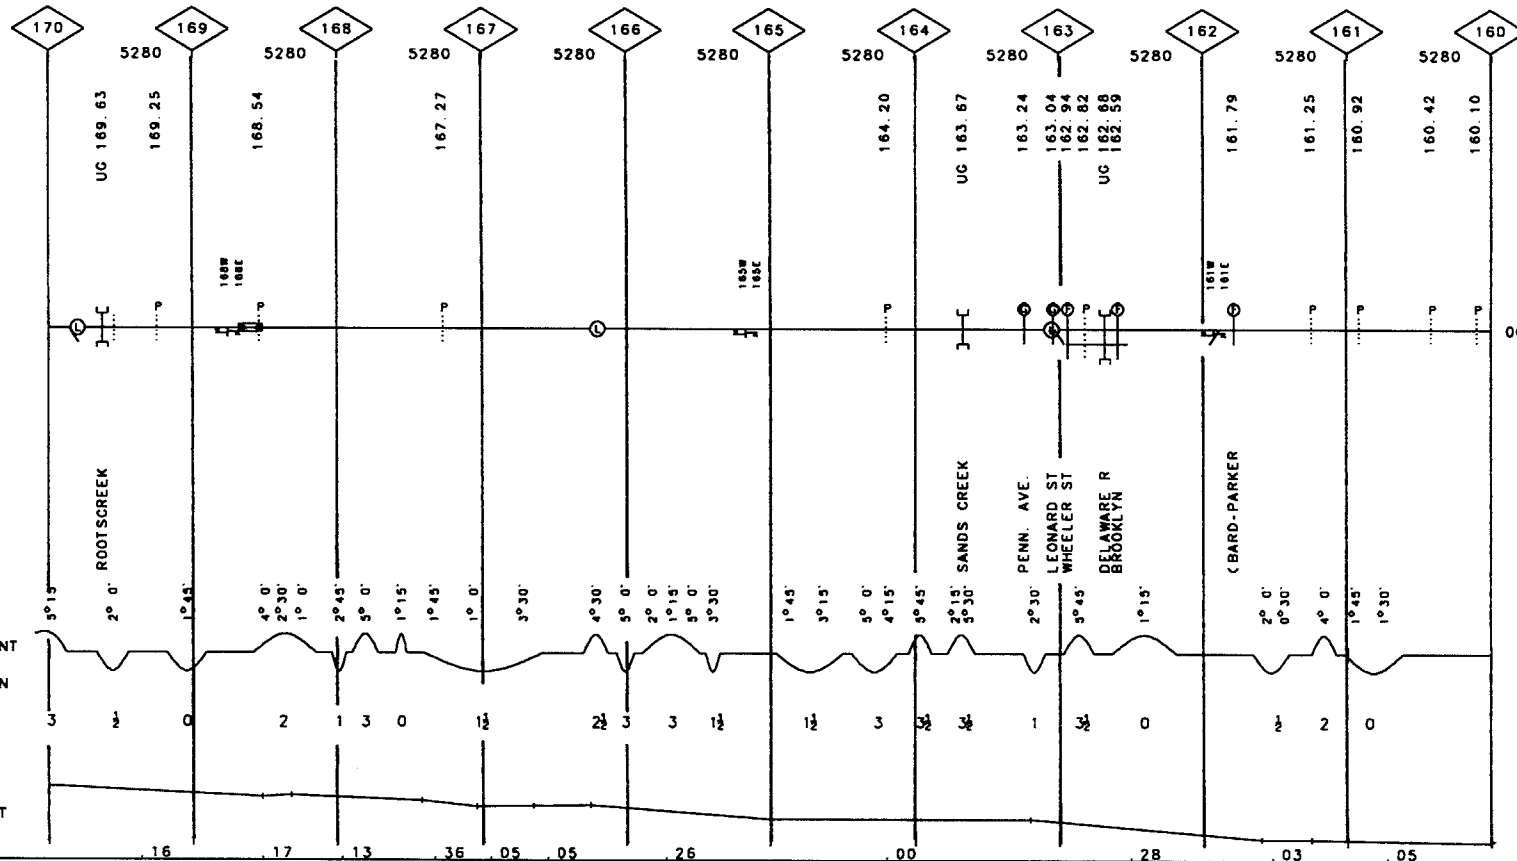 170 169 168 167 166 165 164 163 162 161 160
5280 5280 5280 5280 5280 5280 5280 5280 5280 5280
UG 169.63
169.25
168.54
167.27
164.20
UG 163.67
163.24
163.04
162.94
162.82
UG 162.68
162.59
161.79
161.25
160.92
160.42
160.10
168W
168E
165W
165E
161W
161E
P P P P P P P P P
L L
ROOTSCREEK
SANDS CREEK
PENN. AVE.
LEONARD ST
WHEELER ST
DELAWARE R
BROOKLYN
(BARD-PARKER
5° 15'
2° 0'
1° 45'
4° 0'
2° 30'
1° 0'
2° 45'
5° 0'
1° 15'
1° 45'
1° 0'
3° 30'
4° 30'
5° 0'
2° 0'
1° 15'
5° 0'
3° 30'
1° 45'
3° 15'
5° 0'
4° 15'
5° 45'
2° 15'
5° 30'
2° 30'
5° 45'
1° 15'
2° 0'
0° 30'
4° 0'
1° 45'
1° 30'
NT
N
3 ½ 0 2 1 3 0 1½ 2½ 3 3 1½ 1½ 3 3½ 3½ 1 3½ 0 ½ 2 0
T
.16 .17 .13 .36 .05 .05 .26 .00 .28 .03 .05